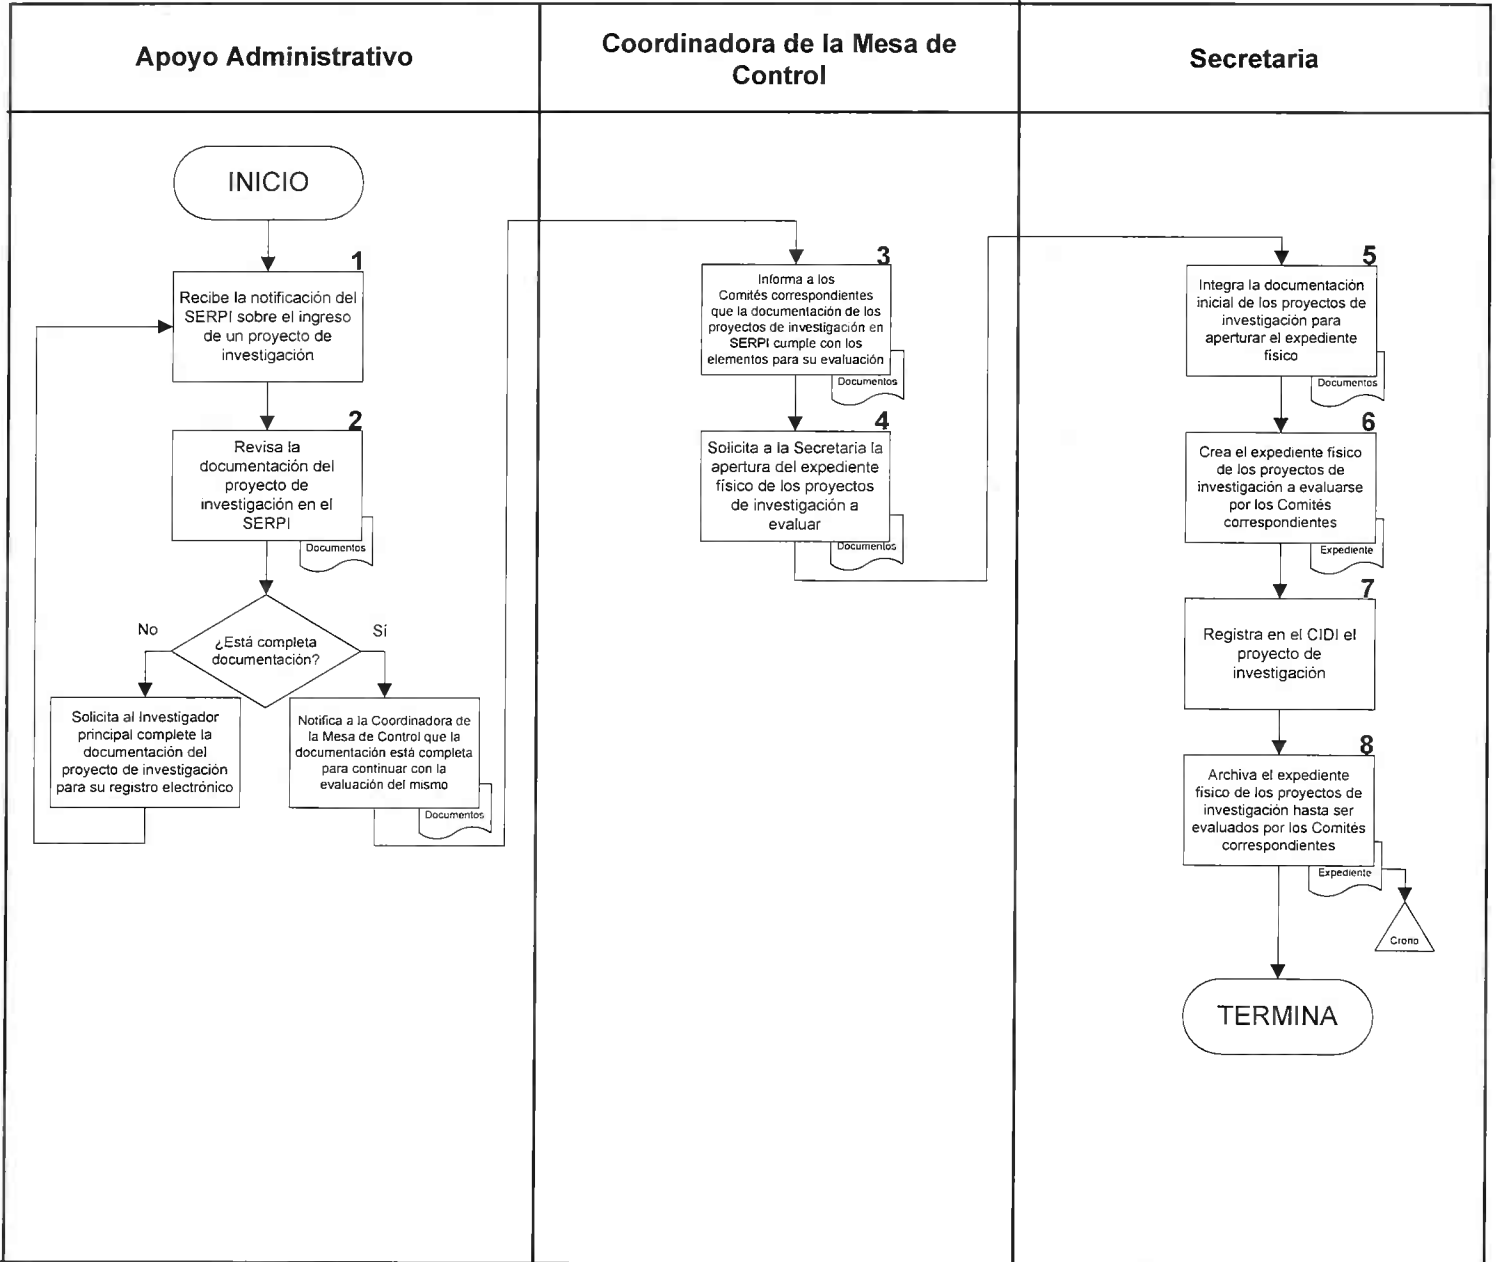 Apoyo Administrativo
Coordinadora de la Mesa de
Control
Secretaria
INICIO
1
Recibe la notificación del
SERPI sobre el ingreso
de un proyecto de
investigación
2
Revisa la
documentación del
proyecto de
investigación en el
SERPI
Documentos
¿Está completa
documentación?
No
Sí
Solicita al Investigador
principal complete la
documentación del
proyecto de investigación
para su registro electrónico
Notifica a la Coordinadora de
la Mesa de Control que la
documentación está completa
para continuar con la
evaluación del mismo
Documentos
3
Informa a los
Comités correspondientes
que la documentación de los
proyectos de investigación en
SERPI cumple con los
elementos para su evaluación
Documentos
4
Solicita a la Secretaria la
apertura del expediente
físico de los proyectos
de investigación a
evaluar
Documentos
5
Integra la documentación
inicial de los proyectos de
investigación para
aperturar el expediente
físico
Documentos
6
Crea el expediente físico
de los proyectos de
investigación a evaluarse
por los Comités
correspondientes
Expediente
7
Registra en el CIDI el
proyecto de
investigación
8
Archiva el expediente
físico de los proyectos de
investigación hasta ser
evaluados por los Comités
correspondientes
Expediente
Crono
TERMINA